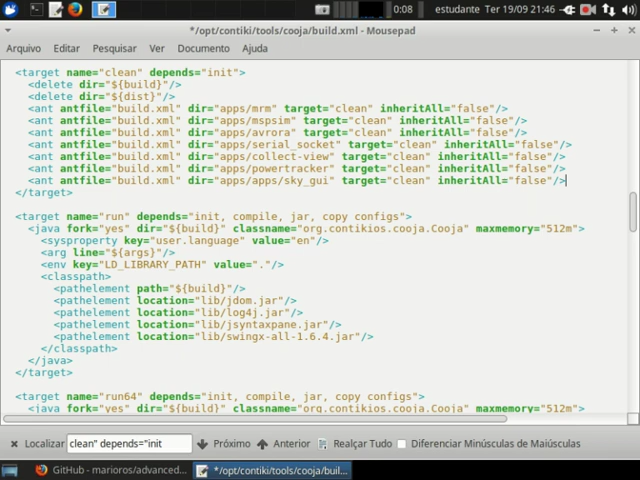 0:08 estudante Ter 19/09 21:46
*/opt/contiki/tools/cooja/build.xml - Mousepad
Arquivo Editar Pesquisar Ver Documento Ajuda
<target name="clean" depends="init">
<delete dir="${build}"/>
<delete dir="${dist}"/>
<ant antfile="build.xml" dir="apps/mrm" target="clean" inheritAll="false"/>
<ant antfile="build.xml" dir="apps/mspsim" target="clean" inheritAll="false"/>
<ant antfile="build.xml" dir="apps/avrora" target="clean" inheritAll="false"/>
<ant antfile="build.xml" dir="apps/serial_socket" target="clean" inheritAll="false"/>
<ant antfile="build.xml" dir="apps/collect-view" target="clean" inheritAll="false"/>
<ant antfile="build.xml" dir="apps/powertracker" target="clean" inheritAll="false"/>
<ant antfile="build.xml" dir="apps/apps/sky_gui" target="clean" inheritAll="false"/>
</target>
<target name="run" depends="init, compile, jar, copy configs">
<java fork="yes" dir="${build}" classname="org.contikios.cooja.Cooja" maxmemory="512m"
<sysproperty key="user.language" value="en"/>
<arg line="${args}"/>
<env key="LD_LIBRARY_PATH" value="."/>
<classpath>
<pathelement path="${build}"/>
<pathelement location="lib/jdom.jar"/>
<pathelement location="lib/log4j.jar"/>
<pathelement location="lib/jsyntaxpane.jar"/>
<pathelement location="lib/swingx-all-1.6.4.jar"/>
</classpath>
</java>
</target>
<target name="run64" depends="init, compile, jar, copy configs">
<java fork="yes" dir="${build}" classname="org.contikios.cooja.Cooja" maxmemory="512m"
Localizar clean" depends="init Próximo Anterior Realçar Tudo Diferenciar Minúsculas de Maiúsculas
GitHub - marioros/advanced... */opt/contiki/tools/cooja/buil...